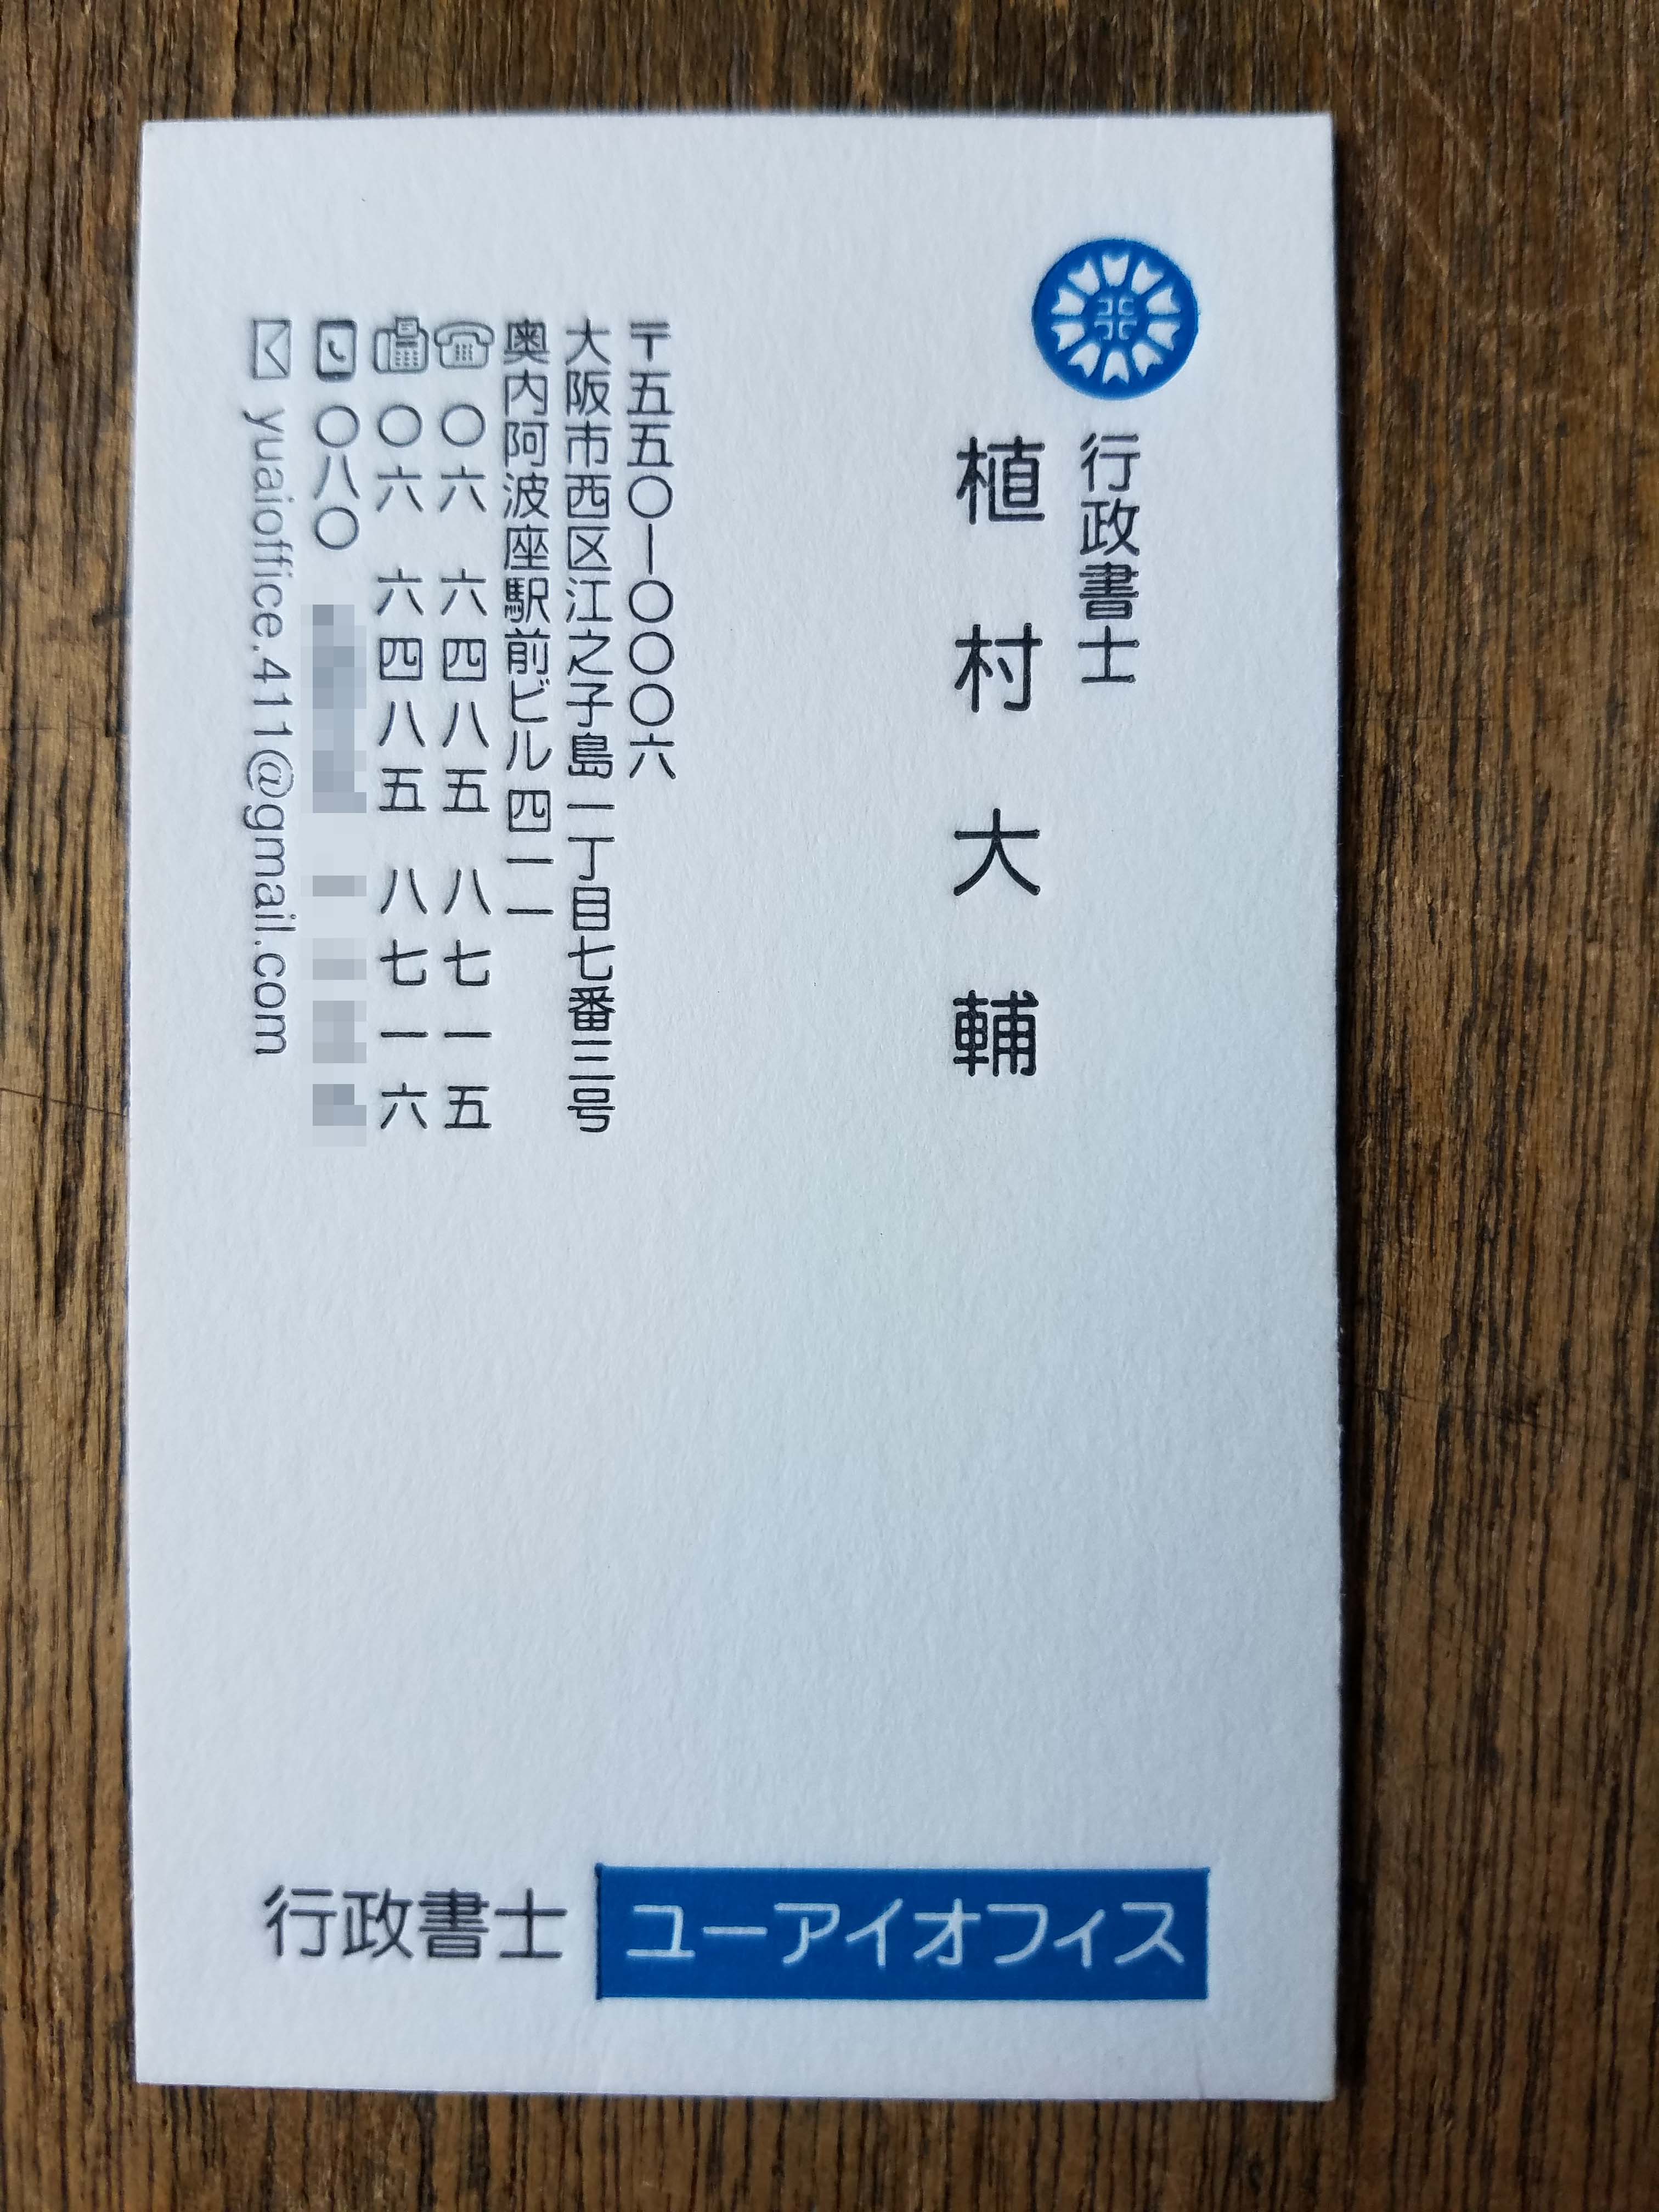 行政書士
植村大輔
〒五五〇―〇〇〇六
大阪市西区江之子島一丁目七番三号
奥内阿波座駅前ビル四一一
〇六 六四八五 八七一五
〇六 六四八五 八七一六
〇八〇
yuaioffice.411@gmail.com
行政書士 ユーアイオフィス